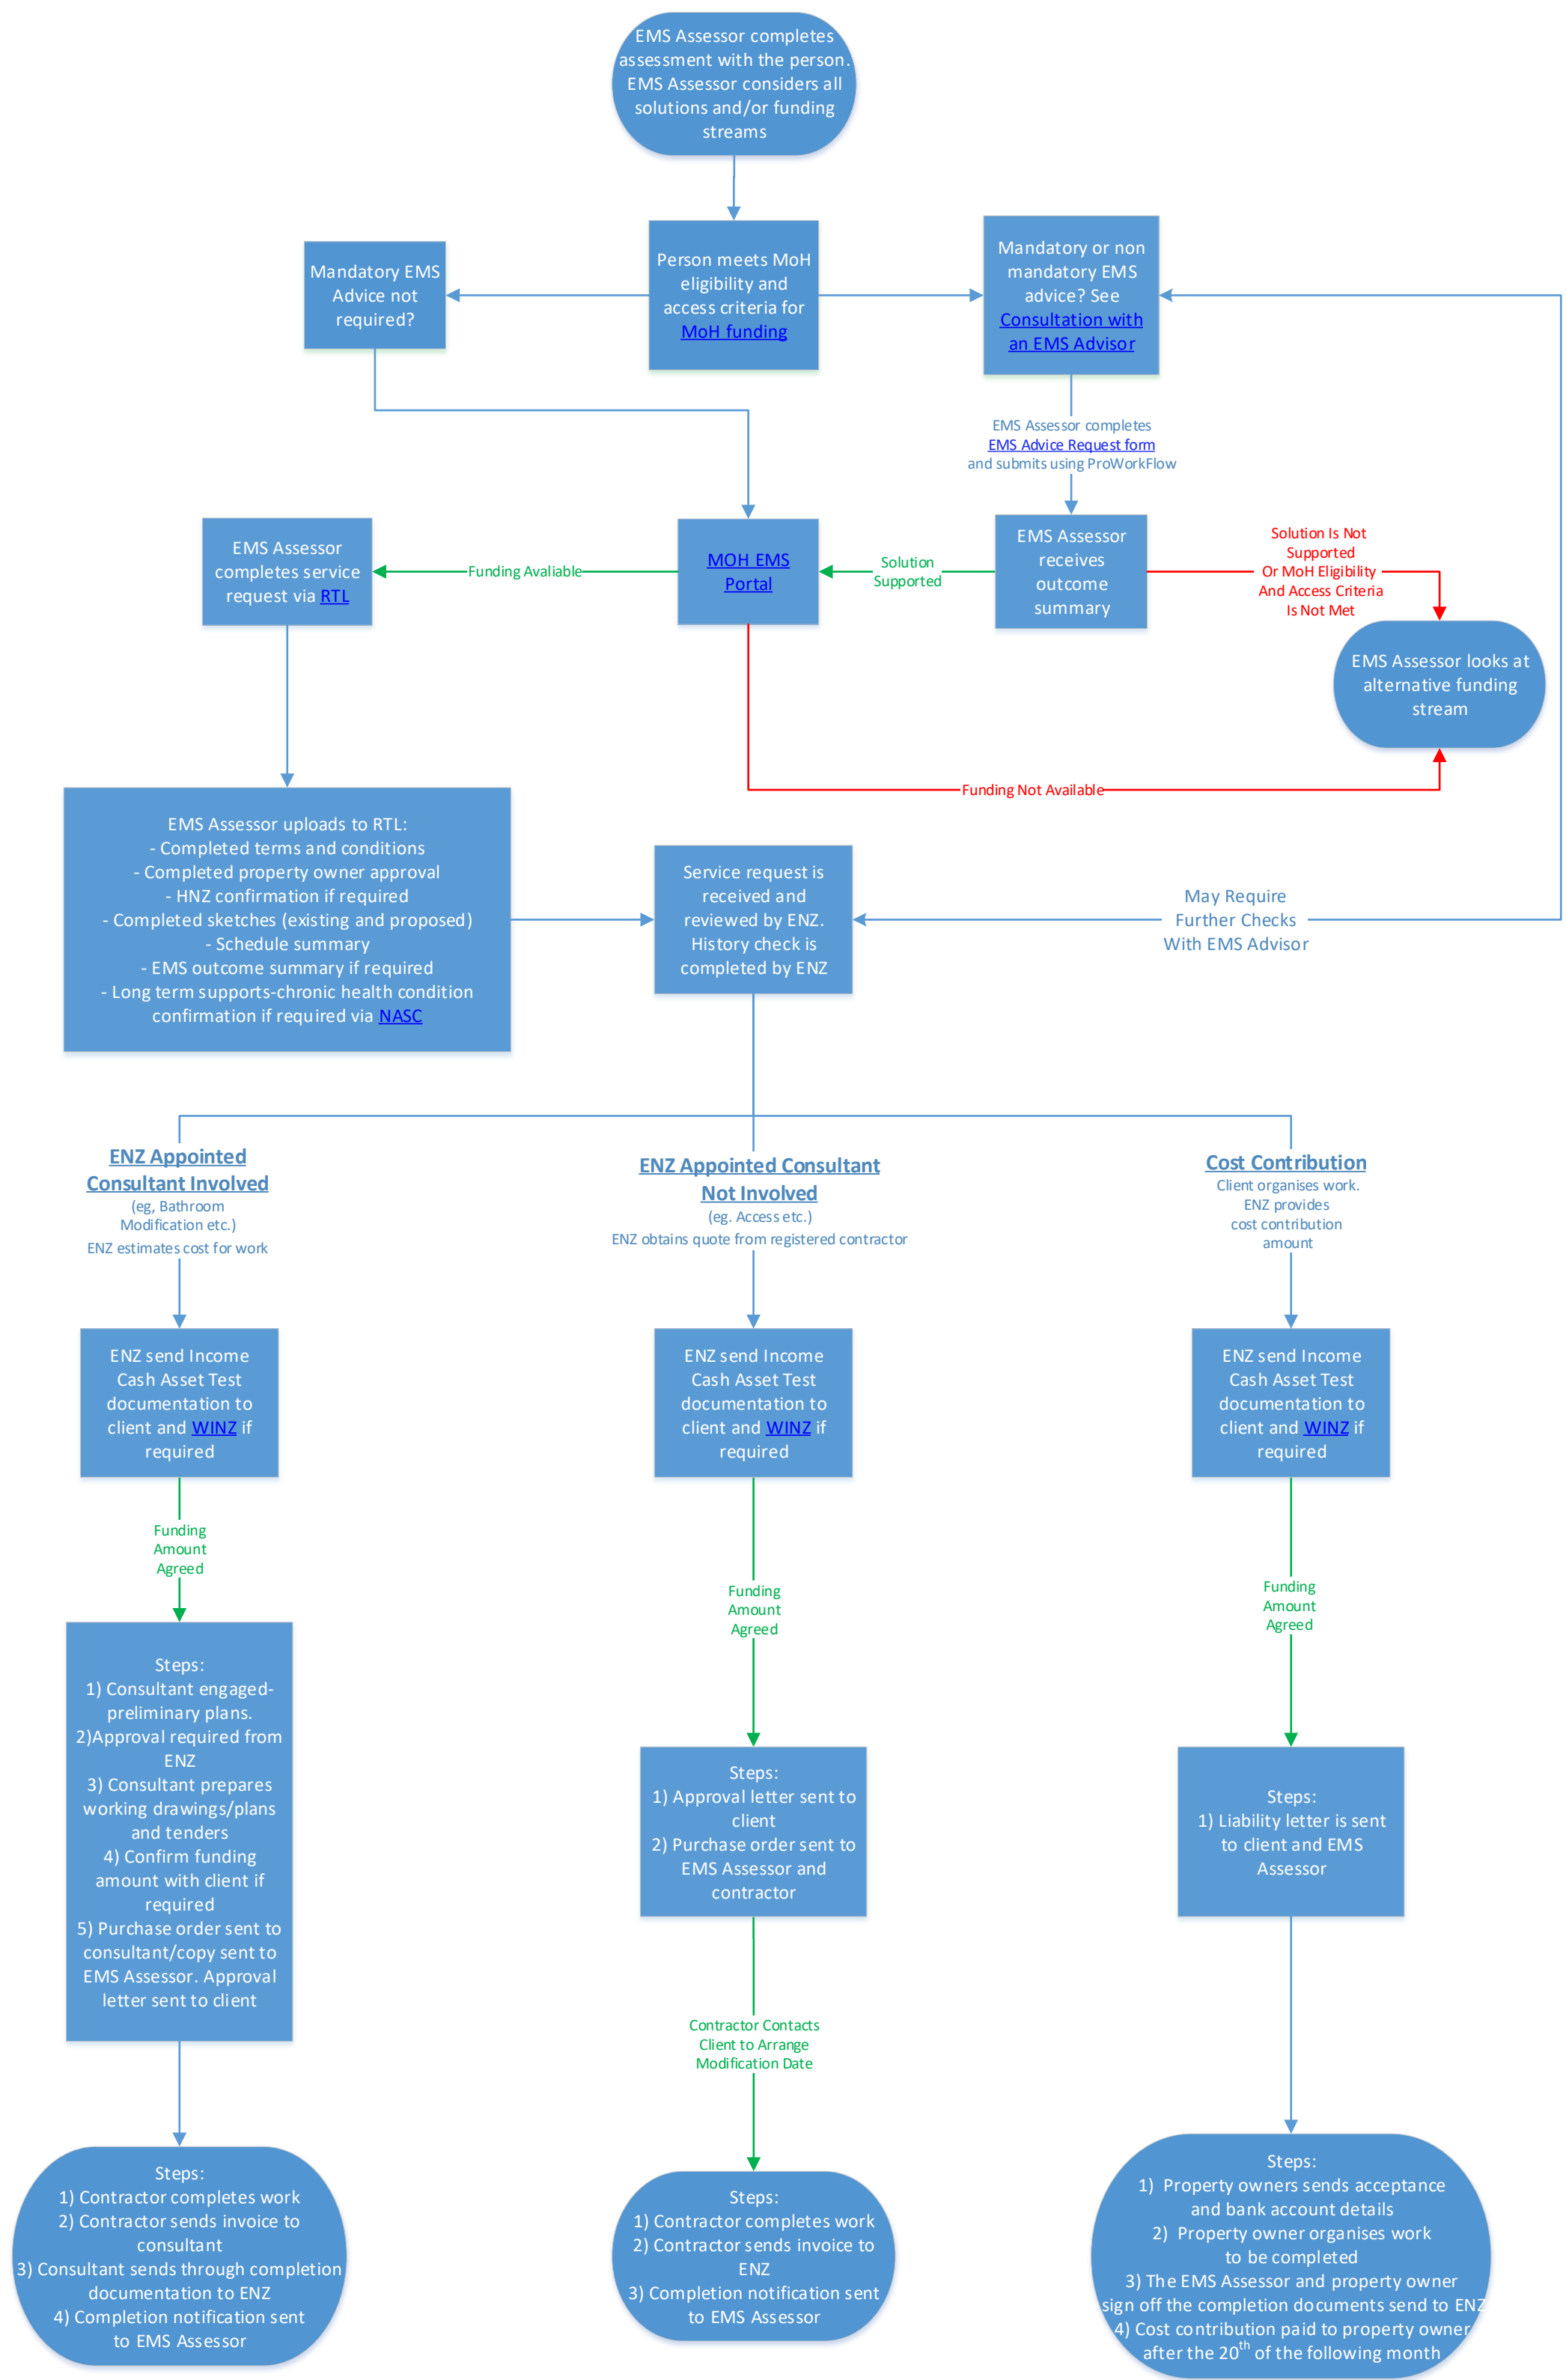 EMS Assessor completes
assessment with the person.
EMS Assessor considers all
solutions and/or funding
streams
Mandatory EMS
Advice not
required?
Person meets MoH
eligibility and
access criteria for
MoH funding
Mandatory or non
mandatory EMS
advice? See
Consultation with
an EMS Advisor
EMS Assessor completes
EMS Advice Request form
and submits using ProWorkFlow
EMS Assessor
completes service
request via RTL
Funding Avaliable
MOH EMS
Portal
Solution
Supported
EMS Assessor
receives
outcome
summary
Solution Is Not
Supported
Or MoH Eligibility
And Access Criteria
Is Not Met
EMS Assessor looks at
alternative funding
stream
Funding Not Available
EMS Assessor uploads to RTL:
- Completed terms and conditions
- Completed property owner approval
- HNZ confirmation if required
- Completed sketches (existing and proposed)
- Schedule summary
- EMS outcome summary if required
- Long term supports-chronic health condition
confirmation if required via NASC
Service request is
received and
reviewed by ENZ.
History check is
completed by ENZ
May Require
Further Checks
With EMS Advisor
ENZ Appointed
Consultant Involved
(eg, Bathroom
Modification etc.)
ENZ estimates cost for work
ENZ Appointed Consultant
Not Involved
(eg. Access etc.)
ENZ obtains quote from registered contractor
Cost Contribution
Client organises work.
ENZ provides
cost contribution
amount
ENZ send Income
Cash Asset Test
documentation to
client and WINZ if
required
ENZ send Income
Cash Asset Test
documentation to
client and WINZ if
required
ENZ send Income
Cash Asset Test
documentation to
client and WINZ if
required
Funding
Amount
Agreed
Funding
Amount
Agreed
Funding
Amount
Agreed
Steps:
1) Consultant engaged-
preliminary plans.
2)Approval required from
ENZ
3) Consultant prepares
working drawings/plans
and tenders
4) Confirm funding
amount with client if
required
5) Purchase order sent to
consultant/copy sent to
EMS Assessor. Approval
letter sent to client
Steps:
1) Approval letter sent to
client
2) Purchase order sent to
EMS Assessor and
contractor
Steps:
1) Liability letter is sent
to client and EMS
Assessor
Contractor Contacts
Client to Arrange
Modification Date
Steps:
1) Contractor completes work
2) Contractor sends invoice to
consultant
3) Consultant sends through completion
documentation to ENZ
4) Completion notification sent
to EMS Assessor
Steps:
1) Contractor completes work
2) Contractor sends invoice to
ENZ
3) Completion notification sent
to EMS Assessor
Steps:
1) Property owners sends acceptance
and bank account details
2) Property owner organises work
to be completed
3) The EMS Assessor and property owner
sign off the completion documents send to ENZ
4) Cost contribution paid to property owner
after the 20th of the following month